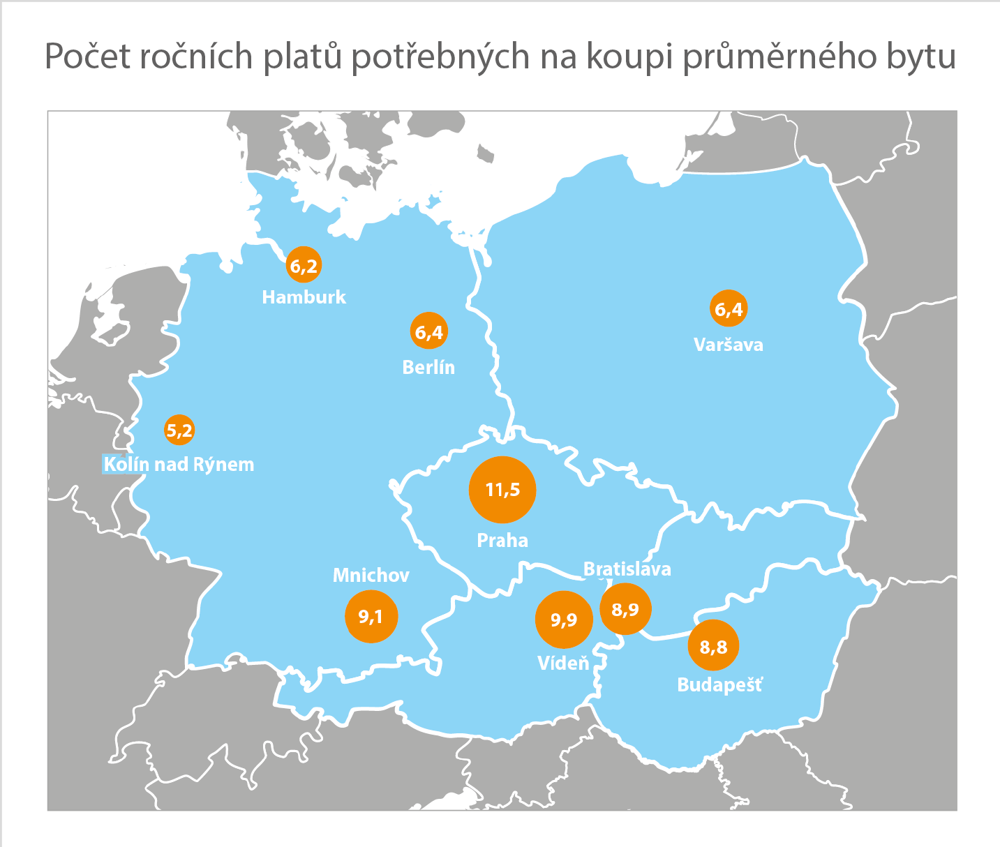 Počet ročních platů potřebných na koupi průměrného bytu
6,2
Hamburk
6,4
Berlín
6,4
Varšava
5,2
Kolín nad Rýnem
11,5
Praha
Mnichov
9,1
Bratislava
8,9
9,9
Vídeň
8,8
Budapešť